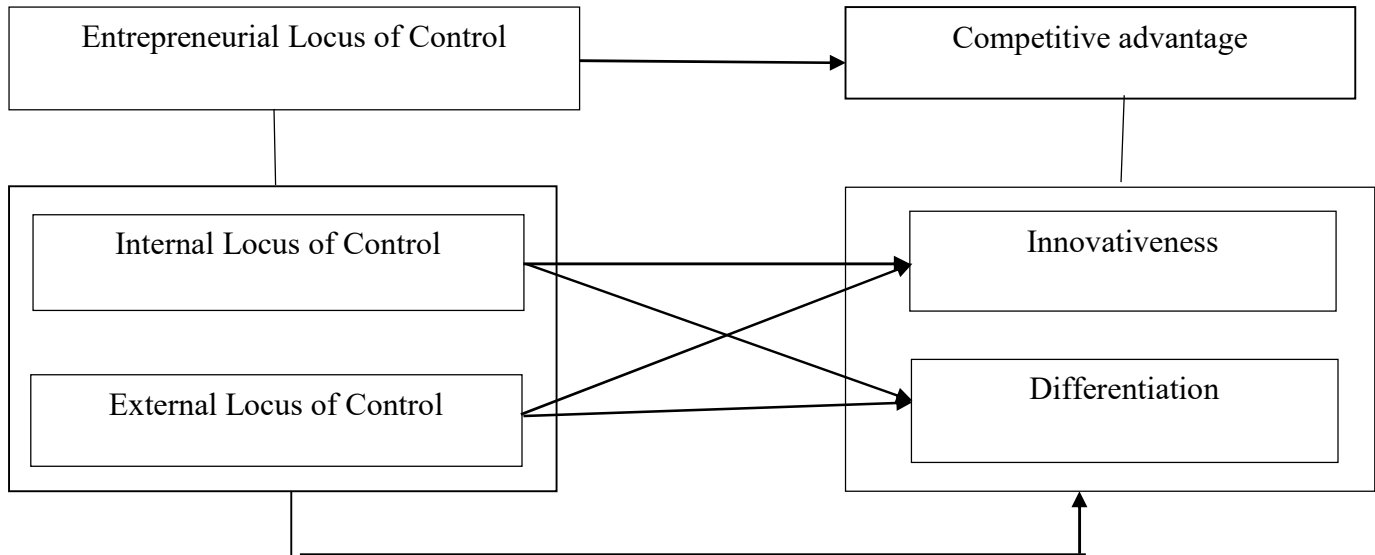 Entrepreneurial Locus of Control
Competitive advantage
Internal Locus of Control
Innovativeness
External Locus of Control
Differentiation